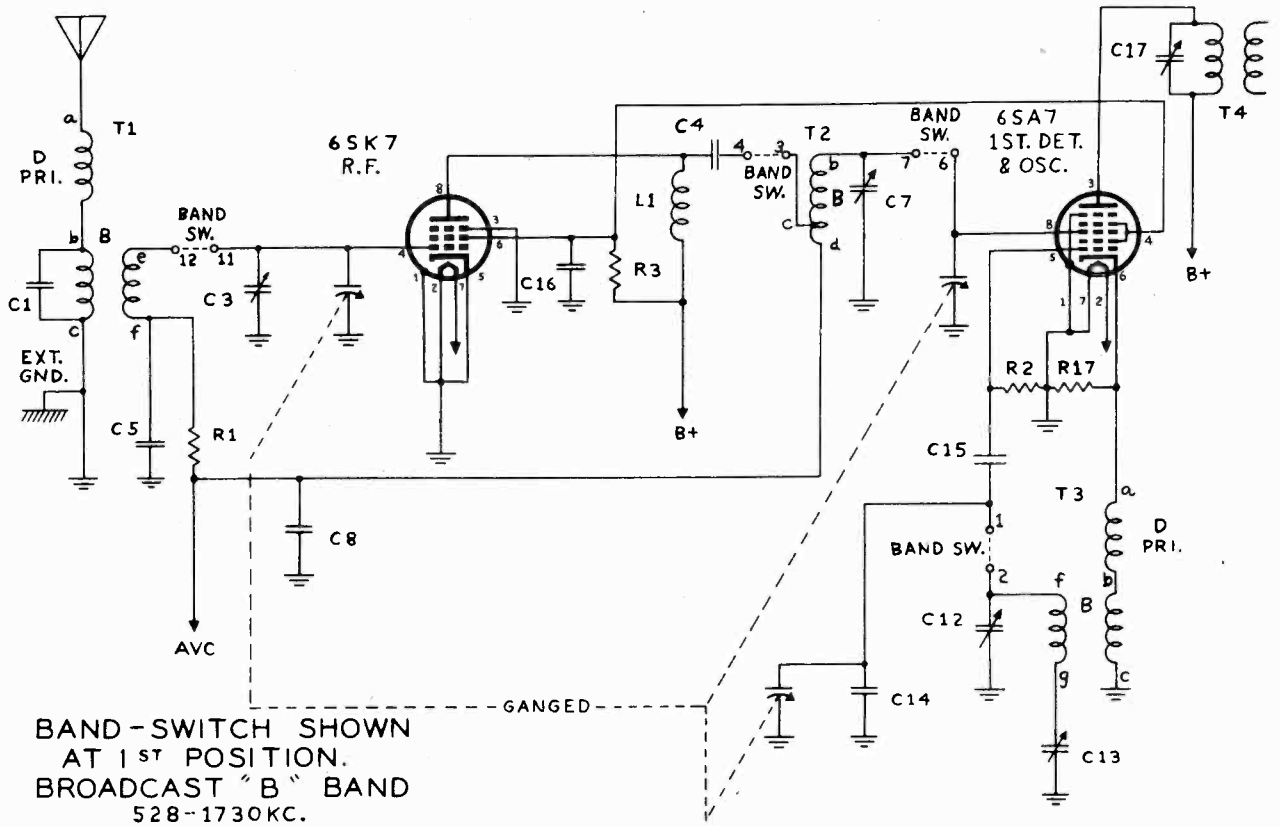 C17
T4
B+
6SA7
1ST. DET.
& OSC.
3
8
5
4
1
7
2
6
BAND
SW.
7
6
C4
4
3
BAND
SW.
T2
b
B
c
d
C7
6SK7
R.F.
8
4
3
6
1
2
7
5
L1
R3
C16
B+
a
T1
D
PRI.
b
B
C1
c
e
f
BAND
SW.
12
11
C3
EXT.
GND.
C5
R1
C8
AVC
R2
R17
C15
T3
a
D
PRI.
b
B
c
1
BAND SW.
2
f
g
C12
C14
C13
GANGED
BAND-SWITCH SHOWN
AT 1ST POSITION.
BROADCAST "B" BAND
528-1730KC.